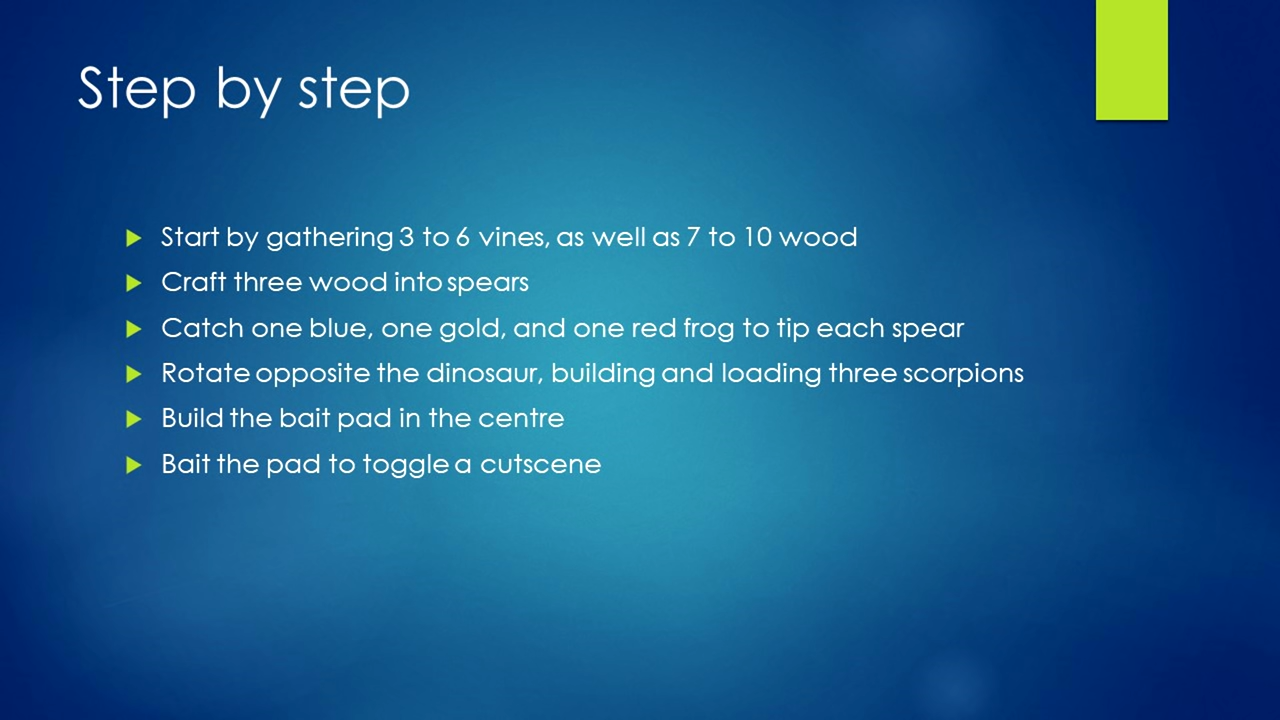 Step by step
Start by gathering 3 to 6 vines, as well as 7 to 10 wood
Craft three wood into spears
Catch one blue, one gold, and one red frog to tip each spear
Rotate opposite the dinosaur, building and loading three scorpions
Build the bait pad in the centre
Bait the pad to toggle a cutscene